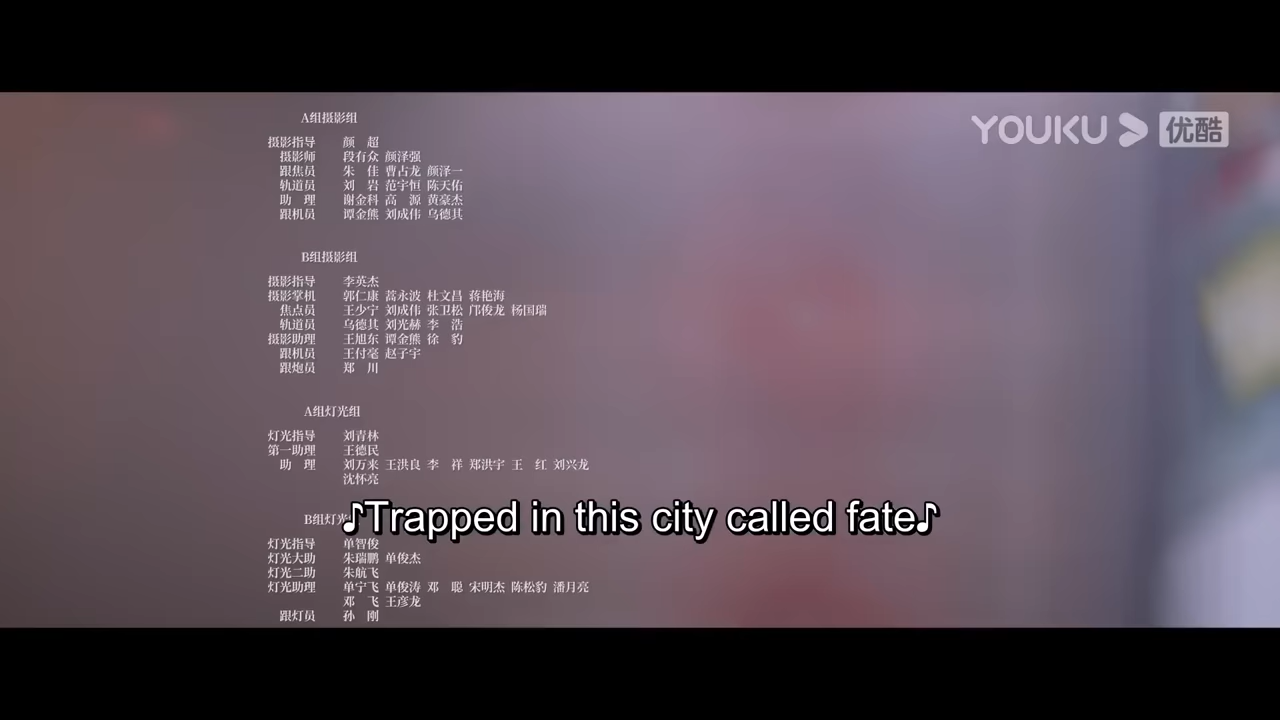 YOUKU 优酷
A组摄影组
摄影指导 颜 超
摄影师 段有众 颜泽强
跟焦员 朱 佳 曹占龙 颜泽一
轨道员 刘 岩 范宇恒 陈天佑
助 理 谢金科 高 源 黄豪杰
跟机员 谭金熊 刘成伟 乌德其
B组摄影组
摄影指导 李英杰
摄影掌机 郭仁康 蒿永波 杜文昌 蒋艳海
焦点员 王少宁 刘成伟 张卫松 邝俊龙 杨国瑞
轨道员 乌德其 刘光赫 李 浩
摄影助理 王旭东 谭金熊 徐 豹
跟机员 王付毫 赵子宇
跟炮员 郑 川
A组灯光组
灯光指导 刘青林
第一助理 王德民
助 理 刘万来 王洪良 李 祥 郑洪宇 王 红 刘兴龙
沈怀亮
♪Trapped in this city called fate♪
B组灯光组
灯光指导 单智俊
灯光大助 朱瑞鹏 单俊杰
灯光二助 朱航飞
灯光助理 单宁飞 单俊涛 邓 聪 宋明杰 陈松豹 潘月亮
邓 飞 王彦龙
跟灯员 孙 刚